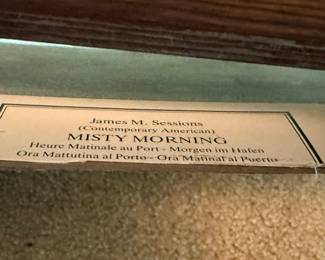 James M. Sessions
(Contemporary American)
MISTY MORNING
Heure Matinale au Port - Morgen im Hafen
Ora Mattutina al Porto - Ora Matinal al Puerto